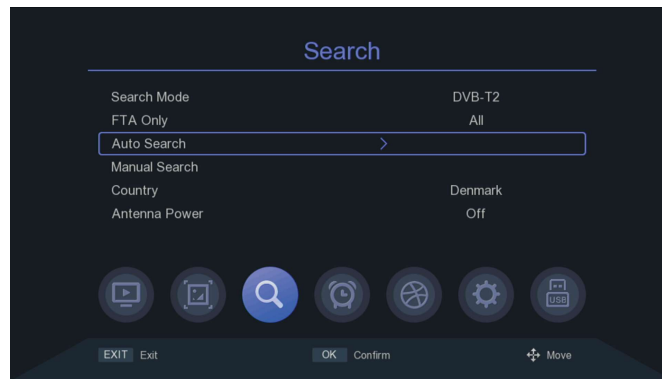 Search
Search Mode DVB-T2
FTA Only All
Auto Search
Manual Search
Country Denmark
Antenna Power Off
USB
EXIT Exit OK Confirm Move